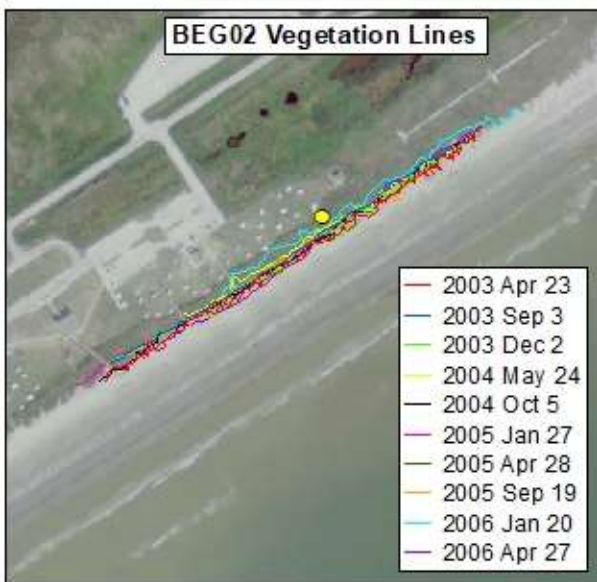 BEG02 Vegetation Lines
2003 Apr 23
2003 Sep 3
2003 Dec 2
2004 May 24
2004 Oct 5
2005 Jan 27
2005 Apr 28
2005 Sep 19
2006 Jan 20
2006 Apr 27